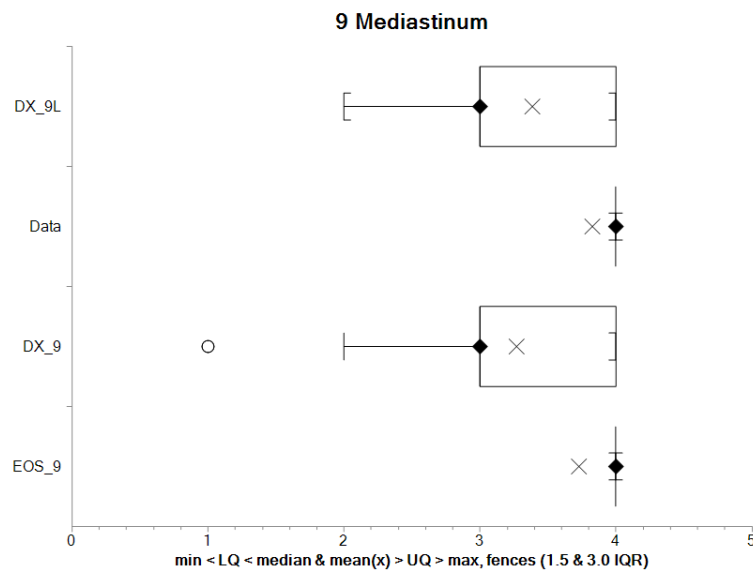 9 Mediastinum
DX_9L
Data
DX_9
EOS_9
0 1 2 3 4 5
min < LQ < median & mean(x) > UQ > max, fences (1.5 & 3.0 IQR)